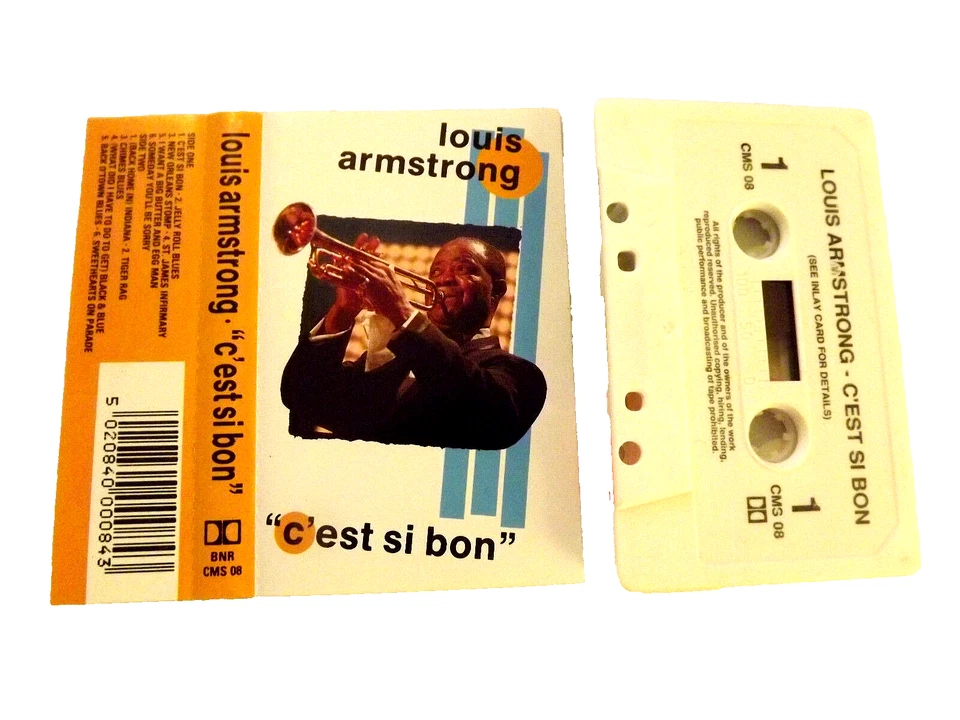 SIDE ONE
1. C'EST SI BON · 2. JELLY ROLL BLUES
3. NEW ORLEANS STOMP · 4. ST. JAMES INFIRMARY
5. I WANT A BIG BUTTER AND EGG MAN
6. SOMEDAY YOU'LL BE SORRY
SIDE TWO
1. (BACK HOME IN) INDIANA · 2. TIGER RAG
3. CHIMES BLUES
4. (WHAT DID I HAVE TO DO TO GET) BLACK & BLUE
5. BACK O'TOWN BLUES · 6. SWEETHEARTS ON PARADE
5 020840 000843
louis armstrong · "c'est si bon"
BNR
CMS 08
louis
armstrong
"c'est si bon"
LOUIS ARMSTRONG - C'EST SI BON
(SEE INLAY CARD FOR DETAILS)
1
CMS 08
1
CMS 08
All rights of the producer and of the owners of the work
reproduced reserved. Unauthorised copying, hiring, lending,
public performance and broadcasting of tape prohibited.